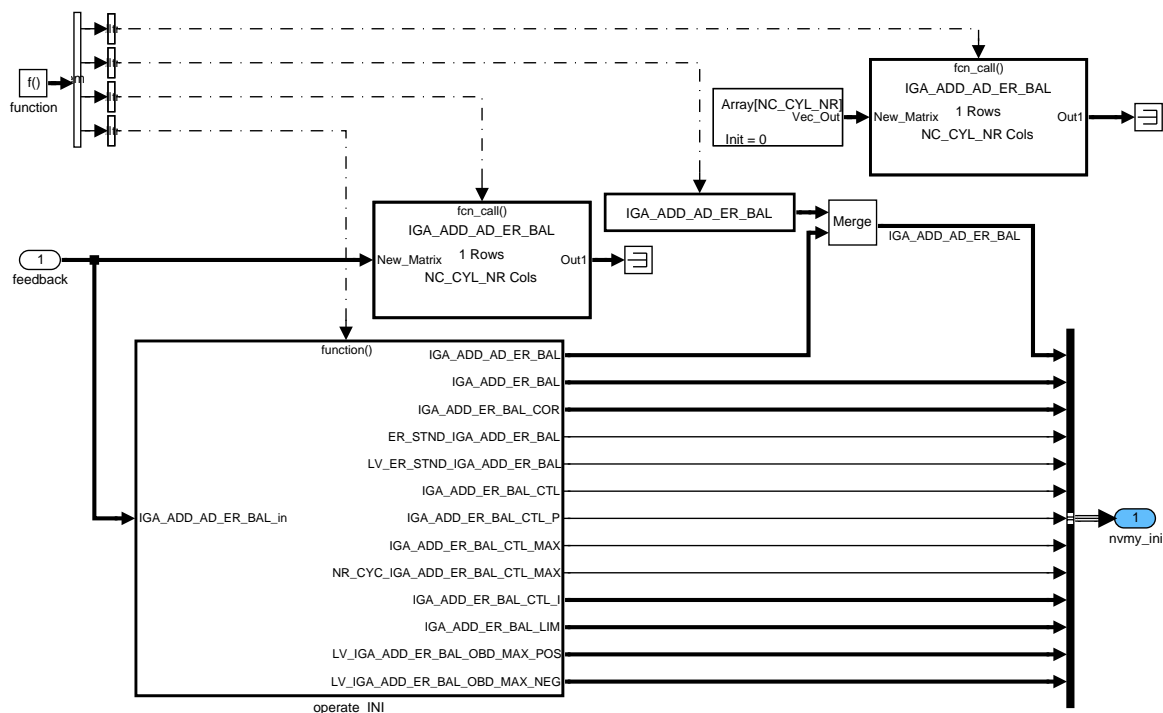 fcn_call()
IGA_ADD_AD_ER_BAL
1 Rows
NC_CYL_NR Cols
New_Matrix
Out1
f()
function
Array[NC_CYL_NR]
Vec_Out
Init = 0
fcn_call()
IGA_ADD_AD_ER_BAL
1 Rows
NC_CYL_NR Cols
New_Matrix
Out1
IGA_ADD_AD_ER_BAL
Merge
IGA_ADD_AD_ER_BAL
1
feedback
function()
IGA_ADD_AD_ER_BAL
IGA_ADD_ER_BAL
IGA_ADD_ER_BAL_COR
ER_STND_IGA_ADD_ER_BAL
LV_ER_STND_IGA_ADD_ER_BAL
IGA_ADD_ER_BAL_CTL
IGA_ADD_AD_ER_BAL_in
IGA_ADD_ER_BAL_CTL_P
1
nvmy_ini
IGA_ADD_ER_BAL_CTL_MAX
NR_CYC_IGA_ADD_ER_BAL_CTL_MAX
IGA_ADD_ER_BAL_CTL_I
IGA_ADD_ER_BAL_LIM
LV_IGA_ADD_ER_BAL_OBD_MAX_POS
LV_IGA_ADD_ER_BAL_OBD_MAX_NEG
operate_INI